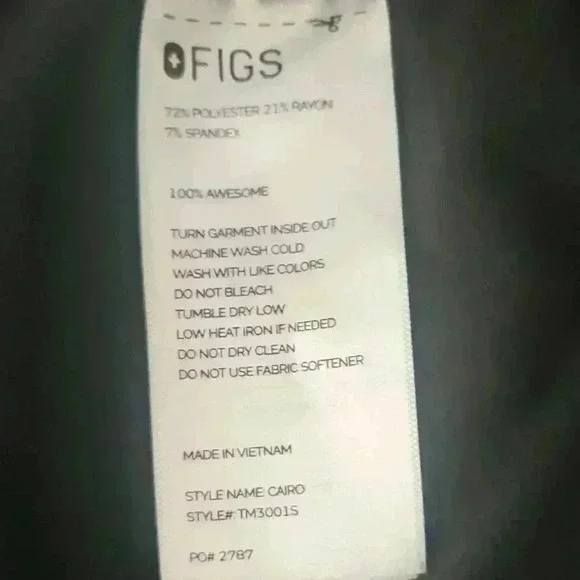 FIGS
72% POLYESTER 21% RAYON
7% SPANDEX
100% AWESOME
TURN GARMENT INSIDE OUT
MACHINE WASH COLD
WASH WITH LIKE COLORS
DO NOT BLEACH
TUMBLE DRY LOW
LOW HEAT IRON IF NEEDED
DO NOT DRY CLEAN
DO NOT USE FABRIC SOFTENER
MADE IN VIETNAM
STYLE NAME: CAIRO
STYLE#: TM3001S
PO# 2787